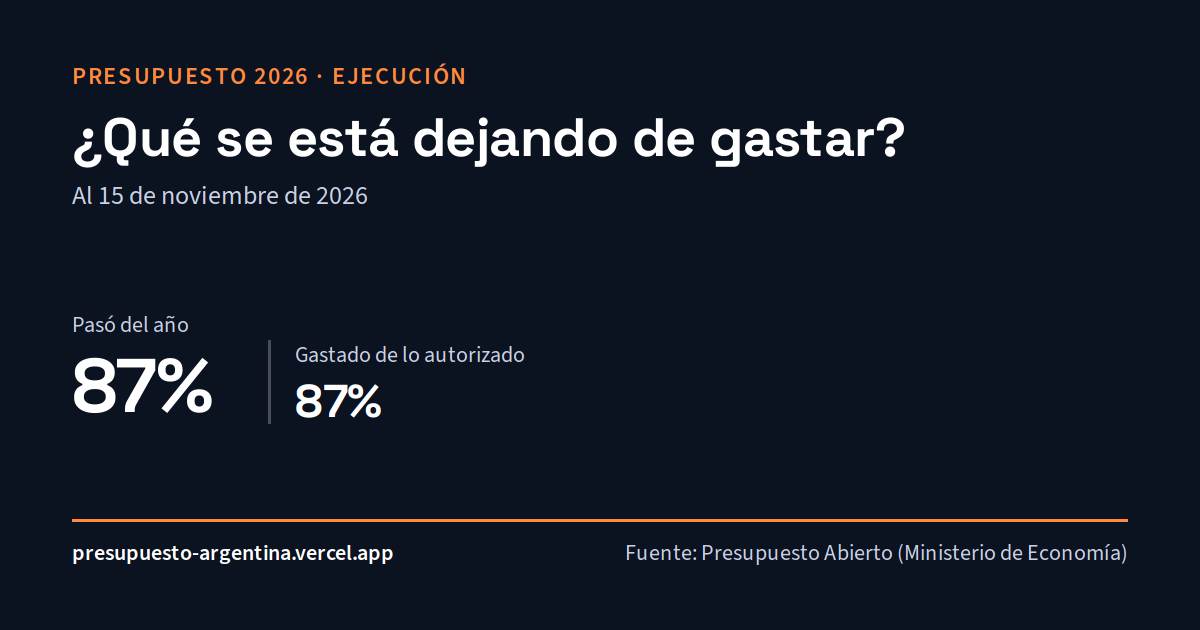 PRESUPUESTO 2026 · EJECUCIÓN
¿Qué se está dejando de gastar?
Al 15 de noviembre de 2026
Pasó del año
87%
Gastado de lo autorizado
87%
presupuesto-argentina.vercel.app
Fuente: Presupuesto Abierto (Ministerio de Economía)